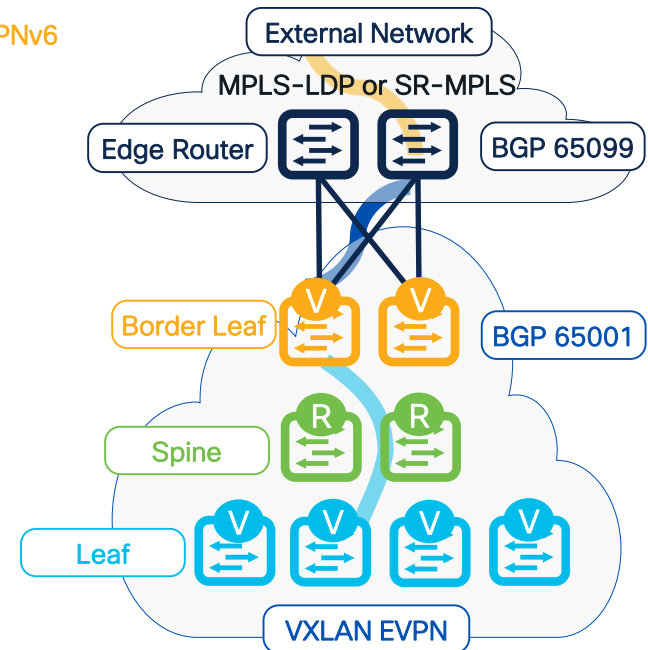 External Network
PNv6
MPLS-LDP or SR-MPLS
Edge Router
BGP 65099
V
V
Border Leaf
BGP 65001
R
R
Spine
V
V
V
V
Leaf
VXLAN EVPN